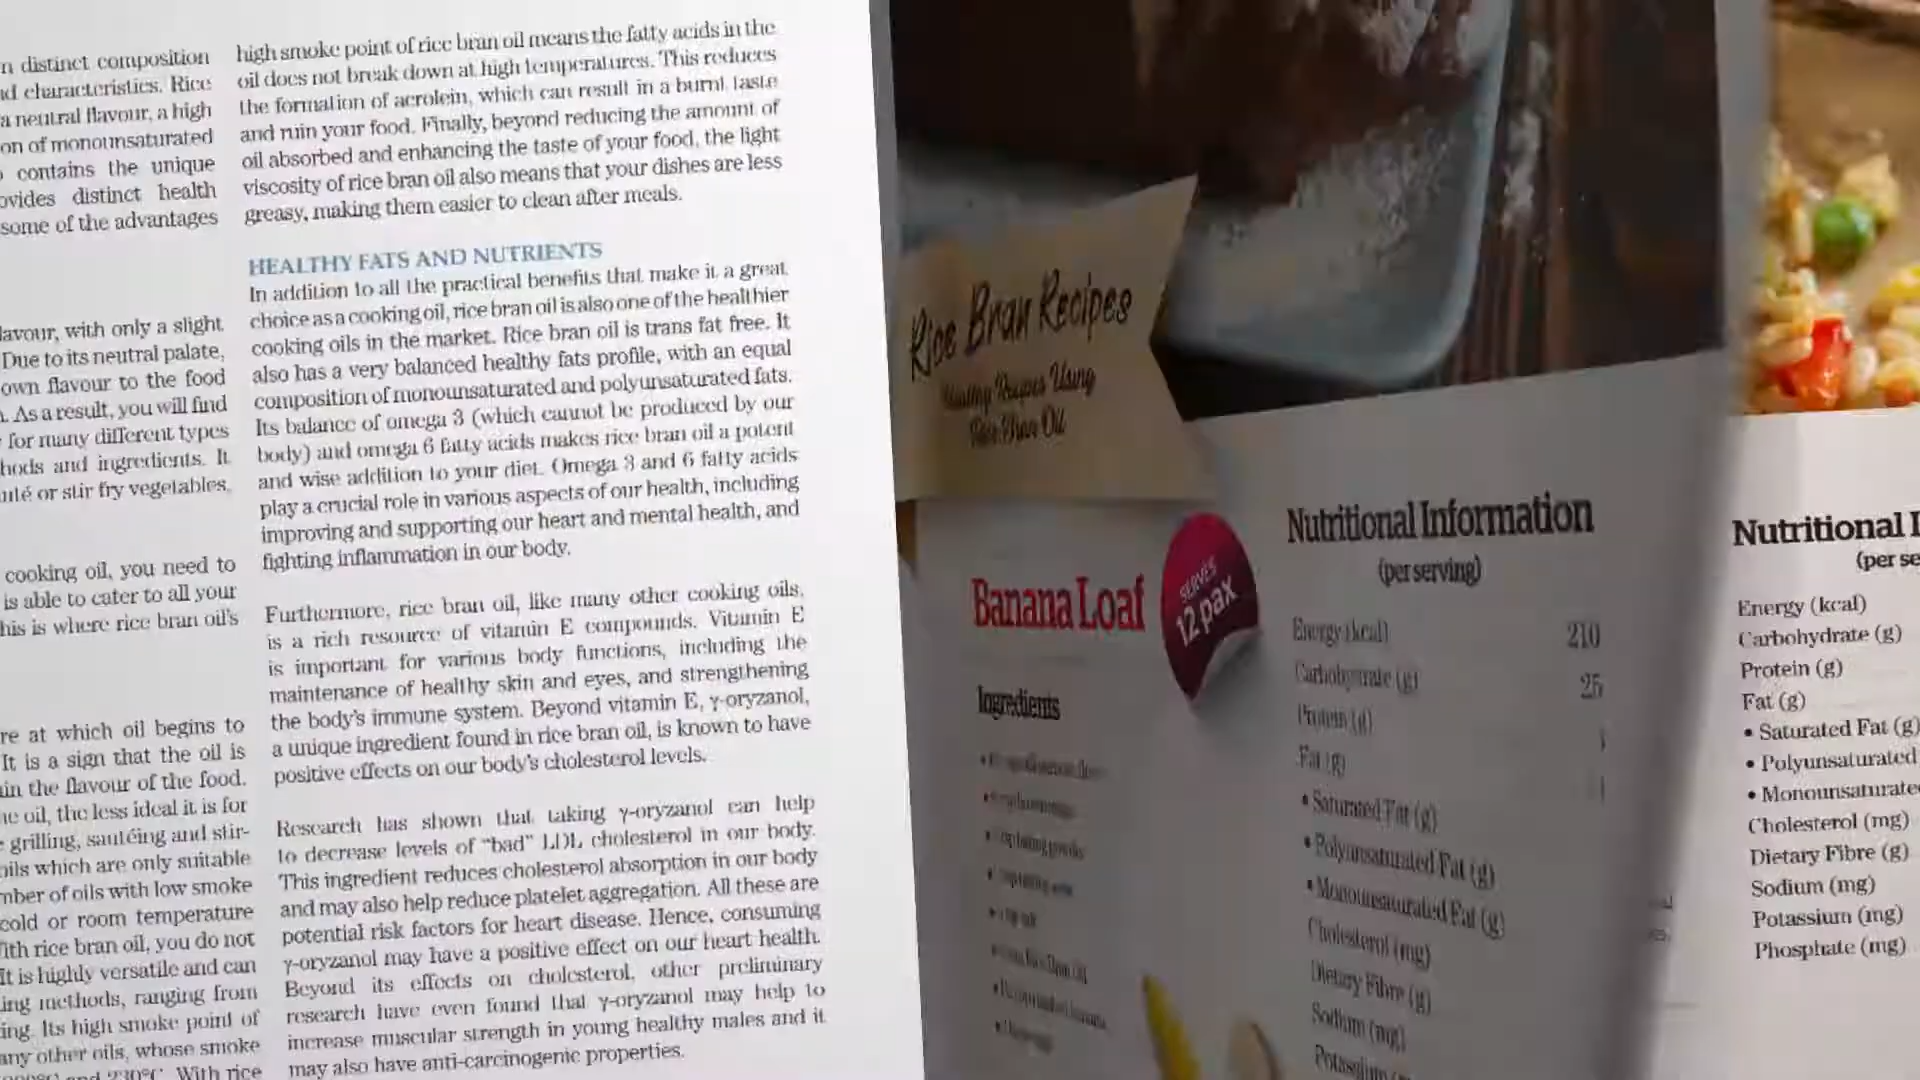 n distinct composition
nd characteristics. Rice
a neutral flavour, a high
on of monounsaturated
contains the unique
ovides distinct health
some of the advantages
lavour, with only a slight
Due to its neutral palate,
own flavour to the food
. As a result, you will find
for many different types
hods and ingredients. It
uté or stir fry vegetables,
cooking oil, you need to
is able to cater to all your
his is where rice bran oil's
re at which oil begins to
It is a sign that the oil is
in the flavour of the food.
he oil, the less ideal it is for
grilling, sautéing and stir-
oils which are only suitable
mber of oils with low smoke
cold or room temperature
ith rice bran oil, you do not
It is highly versatile and can
ing methods, ranging from
ing. Its high smoke point of
any other oils, whose smoke
and 230°C. With rice
high smoke point of rice bran oil means the fatty acids in the
oil does not break down at high temperatures. This reduces
the formation of acrolein, which can result in a burnt taste
and ruin your food. Finally, beyond reducing the amount of
oil absorbed and enhancing the taste of your food, the light
viscosity of rice bran oil also means that your dishes are less
greasy, making them easier to clean after meals.
HEALTHY FATS AND NUTRIENTS
In addition to all the practical benefits that make it a great
choice as a cooking oil, rice bran oil is also one of the healthier
cooking oils in the market. Rice bran oil is trans fat free. It
also has a very balanced healthy fats profile, with an equal
composition of monounsaturated and polyunsaturated fats.
Its balance of omega 3 (which cannot be produced by our
body) and omega 6 fatty acids makes rice bran oil a potent
and wise addition to your diet. Omega 3 and 6 fatty acids
play a crucial role in various aspects of our health, including
improving and supporting our heart and mental health, and
fighting inflammation in our body.
Furthermore, rice bran oil, like many other cooking oils,
is a rich resource of vitamin E compounds. Vitamin E
is important for various body functions, including the
maintenance of healthy skin and eyes, and strengthening
the body's immune system. Beyond vitamin E, γ-oryzanol,
a unique ingredient found in rice bran oil, is known to have
positive effects on our body's cholesterol levels.
Research has shown that taking γ-oryzanol can help
to decrease levels of "bad" LDL cholesterol in our body.
This ingredient reduces cholesterol absorption in our body
and may also help reduce platelet aggregation. All these are
potential risk factors for heart disease. Hence, consuming
γ-oryzanol may have a positive effect on our heart health.
Beyond its effects on cholesterol, other preliminary
research have even found that γ-oryzanol may help to
increase muscular strength in young healthy males and it
may also have anti-carcinogenic properties.
Rice Bran Recipes
Healthy Recipes Using
Rice Bran Oil
Banana Loaf
SERVES
12 pax
Ingredients
Nutritional Information
(per serving)
Energy (kcal) 210
Carbohydrate (g) 25
Protein (g)
Fat (g)
• Saturated Fat (g)
• Polyunsaturated Fat (g)
• Monounsaturated Fat (g)
Cholesterol (mg)
Dietary Fibre (g)
Sodium (mg)
Potassium
Nutritional I
(per se
Energy (kcal)
Carbohydrate (g)
Protein (g)
Fat (g)
• Saturated Fat (g)
• Polyunsaturated
• Monounsaturate
Cholesterol (mg)
Dietary Fibre (g)
Sodium (mg)
Potassium (mg)
Phosphate (mg)